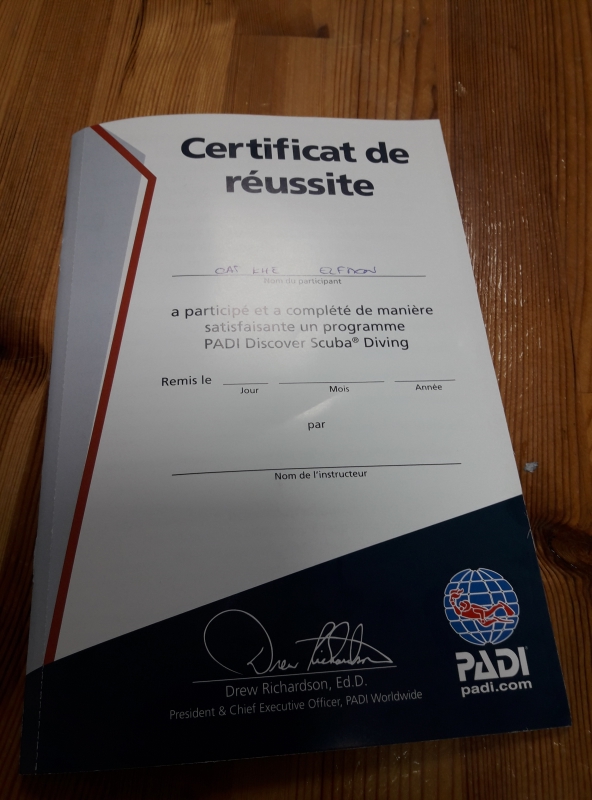 Certificat de
réussite
Nom du participant
a participé et a complété de manière
satisfaisante un programme
PADI Discover Scuba® Diving
Remis le
Jour Mois Année
par
Nom de l'instructeur
Drew Richardson
Drew Richardson, Ed.D.
President & Chief Executive Officer, PADI Worldwide
PADI
padi.com